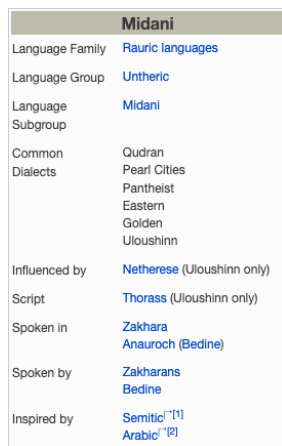 Midani
Language Family Rauric languages
Language Group Untheric
Language Subgroup Midani
Common Dialects Qudran
Pearl Cities
Pantheist
Eastern
Golden
Uloushinn
Influenced by Netherese (Uloushinn only)
Script Thorass (Uloushinn only)
Spoken in Zakhara
Anauroch (Bedine)
Spoken by Zakharans
Bedine
Inspired by Semitic[1]
Arabic[2]